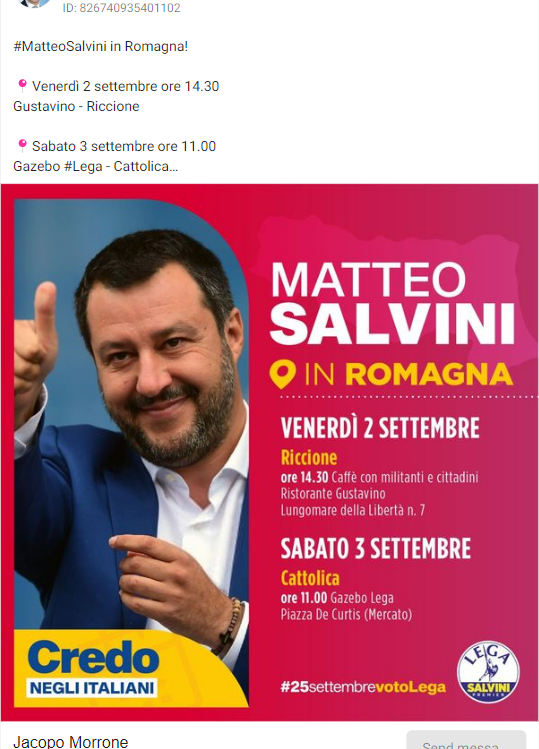 ID: 826740935401102
#MatteoSalvini in Romagna!
📍 Venerdì 2 settembre ore 14.30
Gustavino - Riccione
📍 Sabato 3 settembre ore 11.00
Gazebo #Lega - Cattolica...
MATTEO
SALVINI
IN ROMAGNA
VENERDÌ 2 SETTEMBRE
Riccione
ore 14.30 Caffè con militanti e cittadini
Ristorante Gustavino
Lungomare della Libertà n. 7
SABATO 3 SETTEMBRE
Cattolica
ore 11.00 Gazebo Lega
Piazza De Curtis (Mercato)
Credo
NEGLI ITALIANI
#25settembrevotoLega
LEGA
SALVINI
PREMIER
Jacopo Morrone
Send messa...